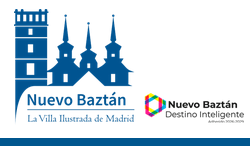 Nuevo Baztán
La Villa Ilustrada de Madrid
Nuevo Baztán
Destino Inteligente